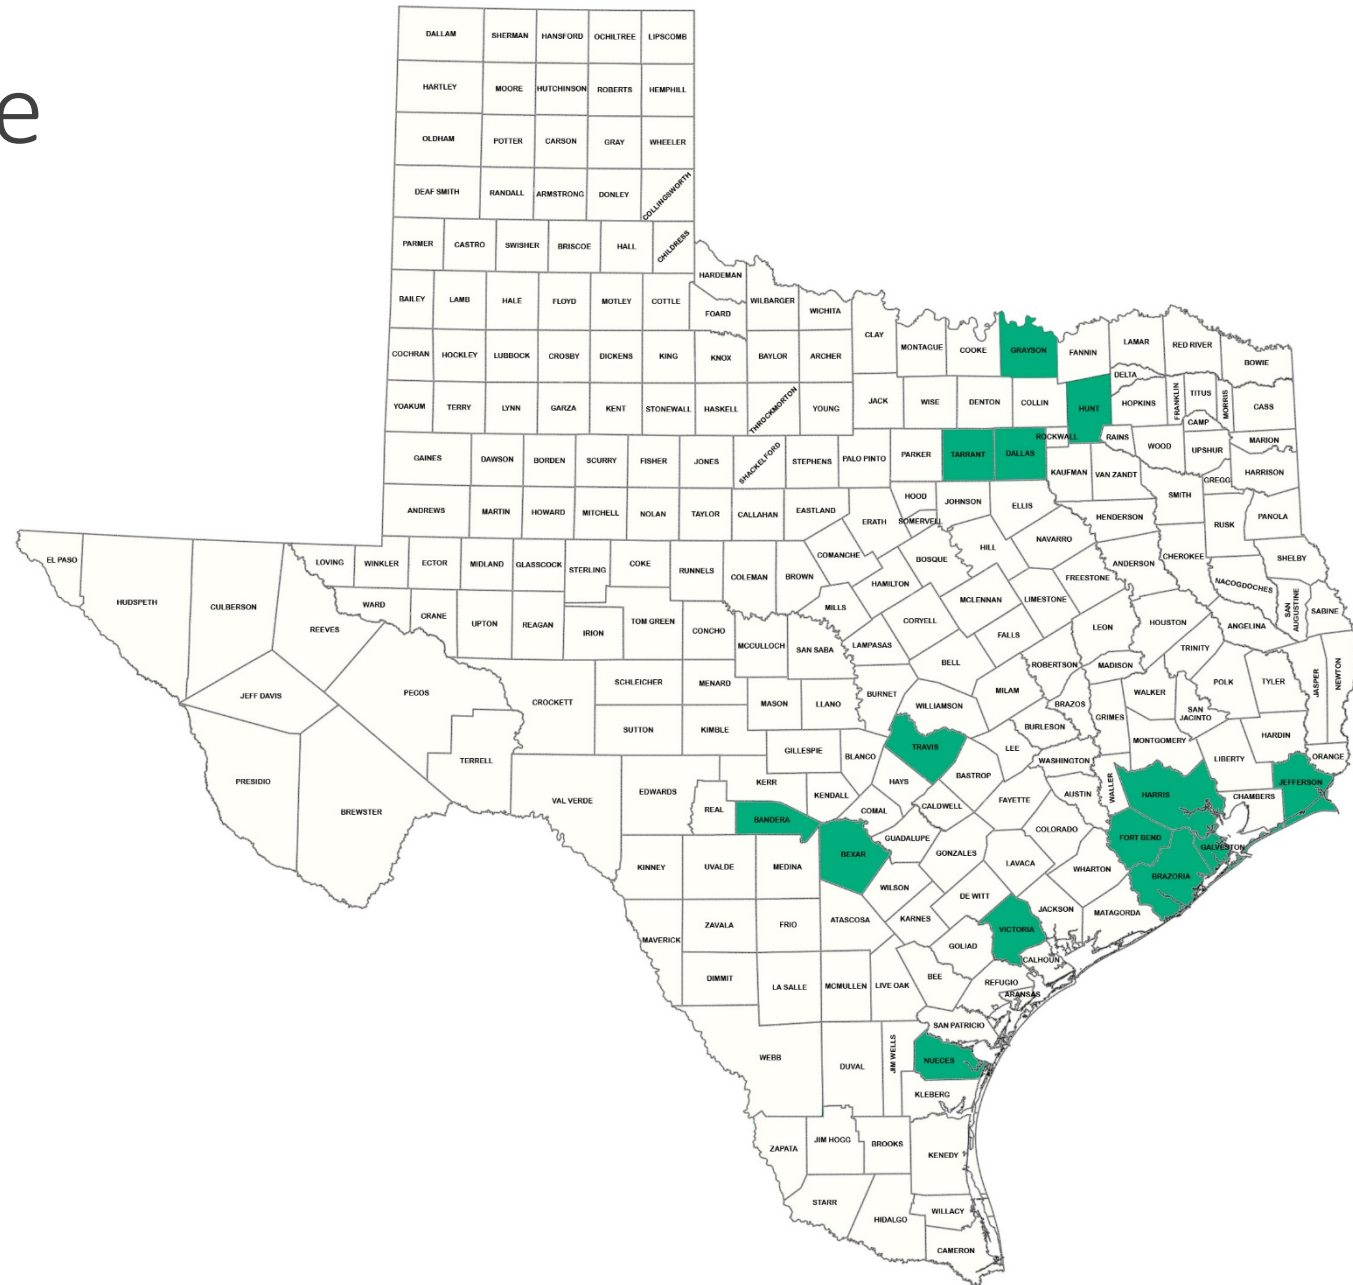 e
DALLAM SHERMAN HANSFORD OCHILTREE LIPSCOMB
HARTLEY MOORE HUTCHINSON ROBERTS HEMPHILL
OLDHAM POTTER CARSON GRAY WHEELER
DEAF SMITH RANDALL ARMSTRONG DONLEY COLLINGSWORTH
PARMER CASTRO SWISHER BRISCOE HALL CHILDRESS
HARDEMAN
BAILEY LAMB HALE FLOYD MOTLEY COTTLE FOARD WILBARGER WICHITA
CLAY MONTAGUE COOKE GRAYSON FANNIN LAMAR RED RIVER BOWIE
COCHRAN HOCKLEY LUBBOCK CROSBY DICKENS KING KNOX BAYLOR ARCHER
DELTA
YOAKUM TERRY LYNN GARZA KENT STONEWALL HASKELL THROCKMORTON YOUNG JACK WISE DENTON COLLIN HUNT HOPKINS FRANKLIN TITUS MORRIS CASS
CAMP
GAINES DAWSON BORDEN SCURRY FISHER JONES SHACKELFORD STEPHENS PALO PINTO PARKER TARRANT DALLAS ROCKWALL RAINS WOOD UPSHUR MARION
KAUFMAN VAN ZANDT GREGG HARRISON
ANDREWS MARTIN HOWARD MITCHELL NOLAN TAYLOR CALLAHAN EASTLAND ERATH HOOD SOMERVELL JOHNSON ELLIS HENDERSON SMITH RUSK PANOLA
EL PASO HUDSPETH CULBERSON LOVING WINKLER ECTOR MIDLAND GLASSCOCK STERLING COKE RUNNELS COLEMAN BROWN COMANCHE BOSQUE HILL NAVARRO ANDERSON CHEROKEE SHELBY
HAMILTON FREESTONE NACOGDOCHES
REEVES WARD CRANE UPTON REAGAN IRION TOM GREEN CONCHO MILLS CORYELL MCLENNAN LIMESTONE SAN AUGUSTINE SABINE
MCCULLOCH SAN SABA LAMPASAS FALLS LEON HOUSTON ANGELINA
BELL ROBERTSON MADISON TRINITY
JEFF DAVIS PECOS CROCKETT SCHLEICHER MENARD MASON LLANO BURNET WILLIAMSON MILAM BRAZOS GRIMES WALKER SAN JACINTO POLK TYLER JASPER NEWTON
SUTTON KIMBLE GILLESPIE BLANCO TRAVIS LEE BURLESON MONTGOMERY HARDIN
PRESIDIO BREWSTER TERRELL VAL VERDE EDWARDS KERR KENDALL HAYS BASTROP WASHINGTON LIBERTY ORANGE
REAL BANDERA COMAL CALDWELL FAYETTE AUSTIN WALLER HARRIS CHAMBERS JEFFERSON
KINNEY UVALDE MEDINA BEXAR GUADALUPE GONZALES LAVACA COLORADO FORT BEND GALVESTON
WILSON WHARTON BRAZORIA
MAVERICK ZAVALA FRIO ATASCOSA KARNES DE WITT JACKSON MATAGORDA
GOLIAD VICTORIA CALHOUN
DIMMIT LA SALLE MCMULLEN LIVE OAK BEE REFUGIO ARANSAS
SAN PATRICIO
WEBB DUVAL JIM WELLS NUECES
KLEBERG
ZAPATA JIM HOGG BROOKS KENEDY
STARR HIDALGO WILLACY
CAMERON